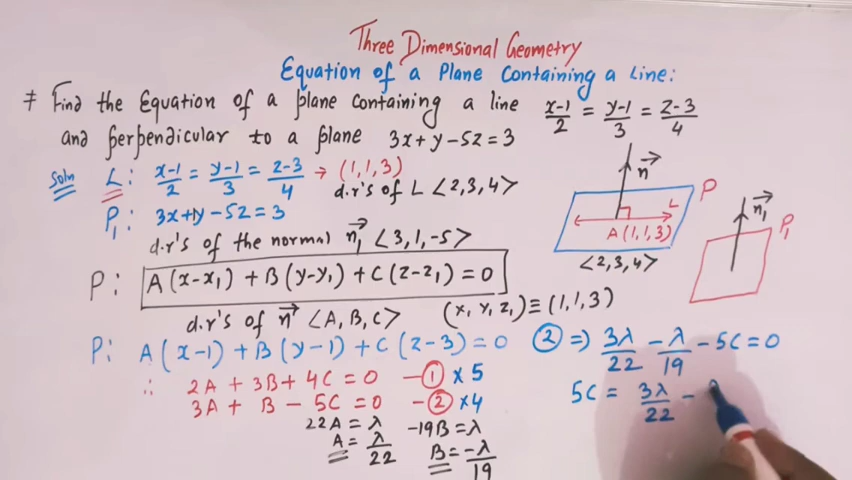 Three Dimensional Geometry
Equation of a Plane Containing a Line:
# Find the Equation of a plane containing a line x-1/2 = y-1/3 = z-3/4
and perpendicular to a plane 3x+y-5z=3
Soln L: x-1/2 = y-1/3 = z-3/4 → (1,1,3)
d.r's of L <2,3,4>
P₁: 3x+y-5z=3
d.r's of the normal n₁→ <3,1,-5>
P: A(x-x₁) + B(y-y₁) + C(z-z₁) = 0
d.r's of n→ <A,B,C> (x₁ y₁ z₁) ≡ (1,1,3)
P: A(x-1) + B(y-1) + C(z-3) = 0
∴ 2A + 3B + 4C = 0 -① ×5
3A + B - 5C = 0 -② ×4
22A = λ -19B = λ
A = λ/22 B = -λ/19
n→
P
L
A(1,1,3)
<2,3,4>
n₁→
P₁
② => 3λ/22 - λ/19 - 5C = 0
5C = 3λ/22 -